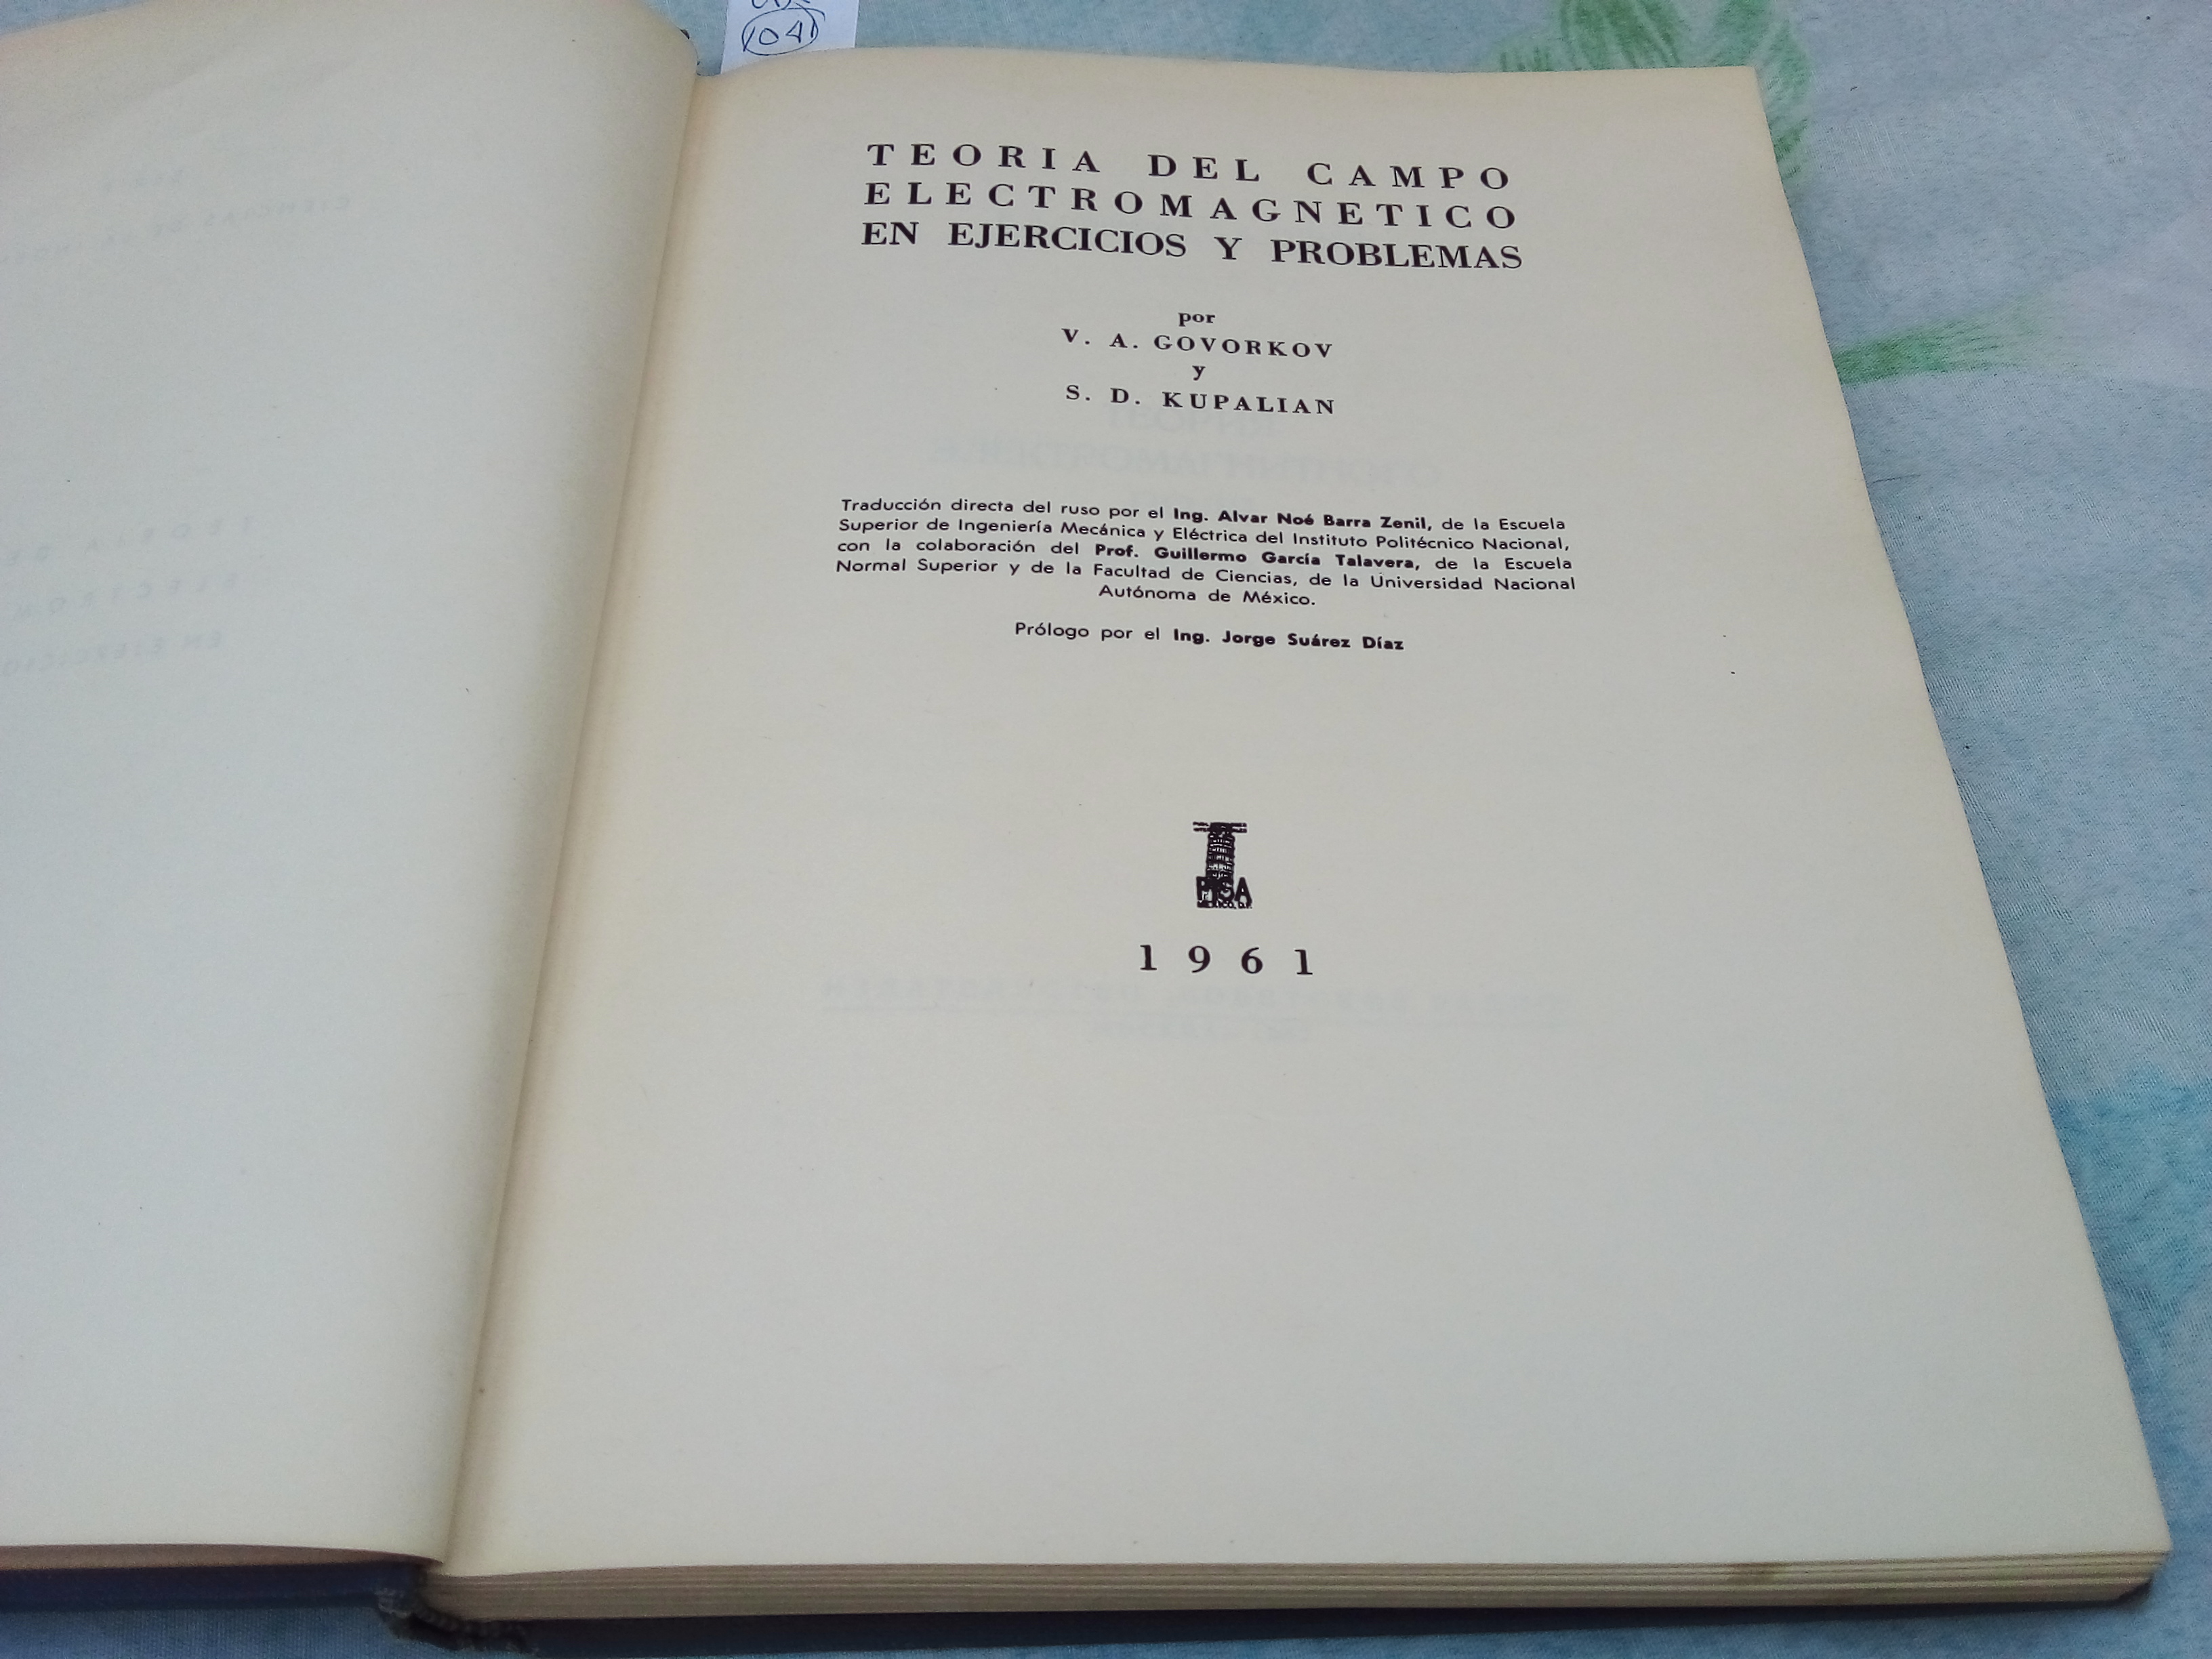 1041
TEORIA DEL CAMPO
ELECTROMAGNETICO
EN EJERCICIOS Y PROBLEMAS
por
V. A. GOVORKOV
y
S. D. KUPALIAN
Traducción directa del ruso por el Ing. Alvar Noé Barra Zenil, de la Escuela
Superior de Ingeniería Mecánica y Eléctrica del Instituto Politécnico Nacional,
con la colaboración del Prof. Guillermo García Talavera, de la Escuela
Normal Superior y de la Facultad de Ciencias, de la Universidad Nacional
Autónoma de México.
Prólogo por el Ing. Jorge Suárez Díaz
PISA
MEXICO, D.F.
1961